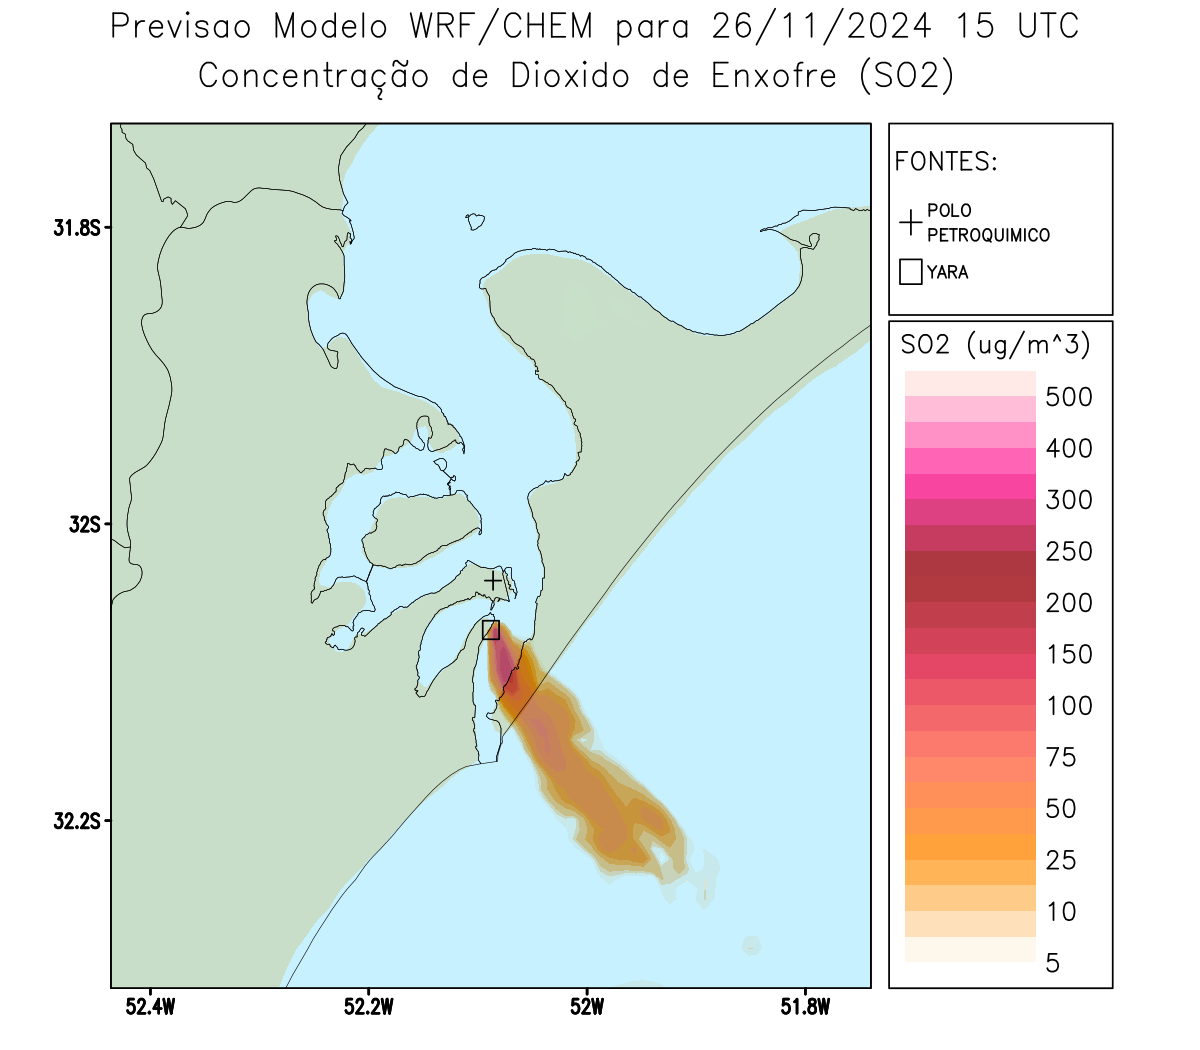 Previsao Modelo WRF/CHEM para 26/11/2024 15 UTC
Concentração de Dioxido de Enxofre (SO2)
FONTES:
POLO
PETROQUIMICO
YARA
31.8S
32S
32.2S
52.4W
52.2W
52W
51.8W
SO2 (ug/m^3)
500
400
300
250
200
150
100
75
50
25
10
5